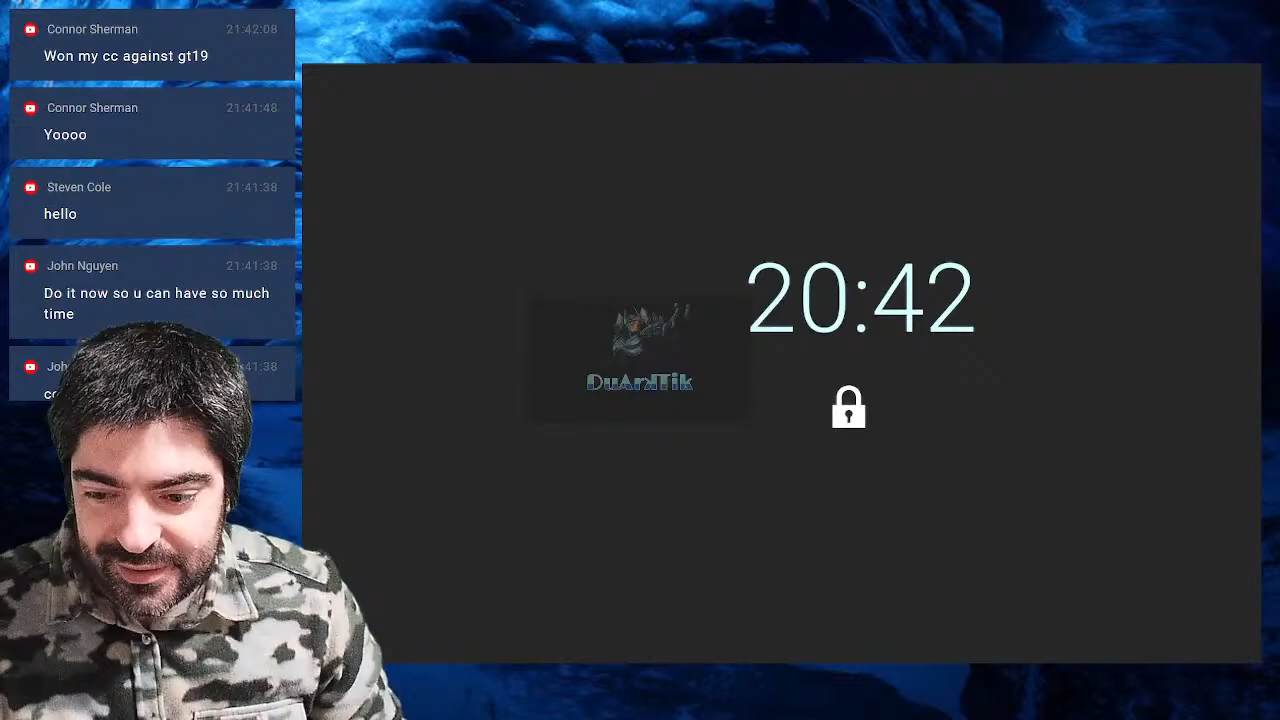 Connor Sherman 21:42:08
Won my cc against gt19
Connor Sherman 21:41:48
Yoooo
Steven Cole 21:41:38
hello
John Nguyen 21:41:38
Do it now so u can have so much
time
20:42
DuArkTik